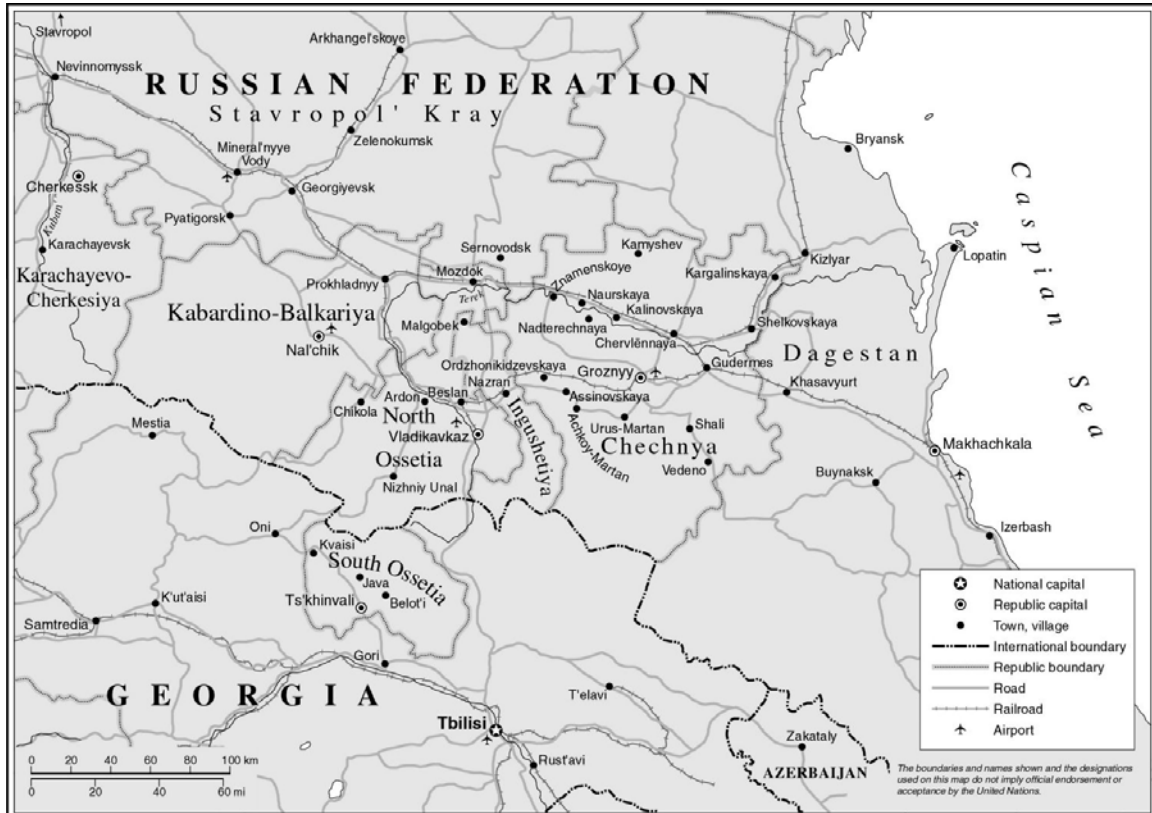 Stavropol
Arkhangel'skoye
Nevinnomyssk
RUSSIAN FEDERATION
Stavropol' Kray
Zelenokumsk
Bryansk
Mineral'nyye
Vody
Cherkessk
Georgiyevsk
Kuban
Pyatigorsk
Caspian Sea
Karachayevsk
Sernovodsk
Kamyshev
Kizlyar
Lopatin
Karachayevo-
Cherkesiya
Prokhladnyy
Mozdok
Znamenskoye
Kargalinskaya
Terek
Naurskaya
Kabardino-Balkariya
Kalinovskaya
Malgobek
Nadterechnaya
Shelkovskaya
Chervlënnaya
Nal'chik
Dagestan
Ordzhonikidzevskaya
Groznyy
Gudermes
Nazran
Khasavyurt
Ardon
Beslan
Assinovskaya
Chikola
North
Ossetia
Ingushetiya
Achkoy-Martan
Urus-Martan
Shali
Mestia
Vladikavkaz
Chechnya
Makhachkala
Vedeno
Buynaksk
Nizhniy Unal
Oni
Izerbash
Kvaisi
South Ossetia
Java
Ts'khinvali
Belot'i
K'ut'aisi
Samtredia
Gori
GEORGIA
T'elavi
Tbilisi
Zakataly
Rust'avi
AZERBAIJAN
National capital
Republic capital
Town, village
International boundary
Republic boundary
Road
Railroad
Airport
0 20 40 60 80 100 km
0 20 40 60 mi
The boundaries and names shown and the designations
used on this map do not imply official endorsement or
acceptance by the United Nations.